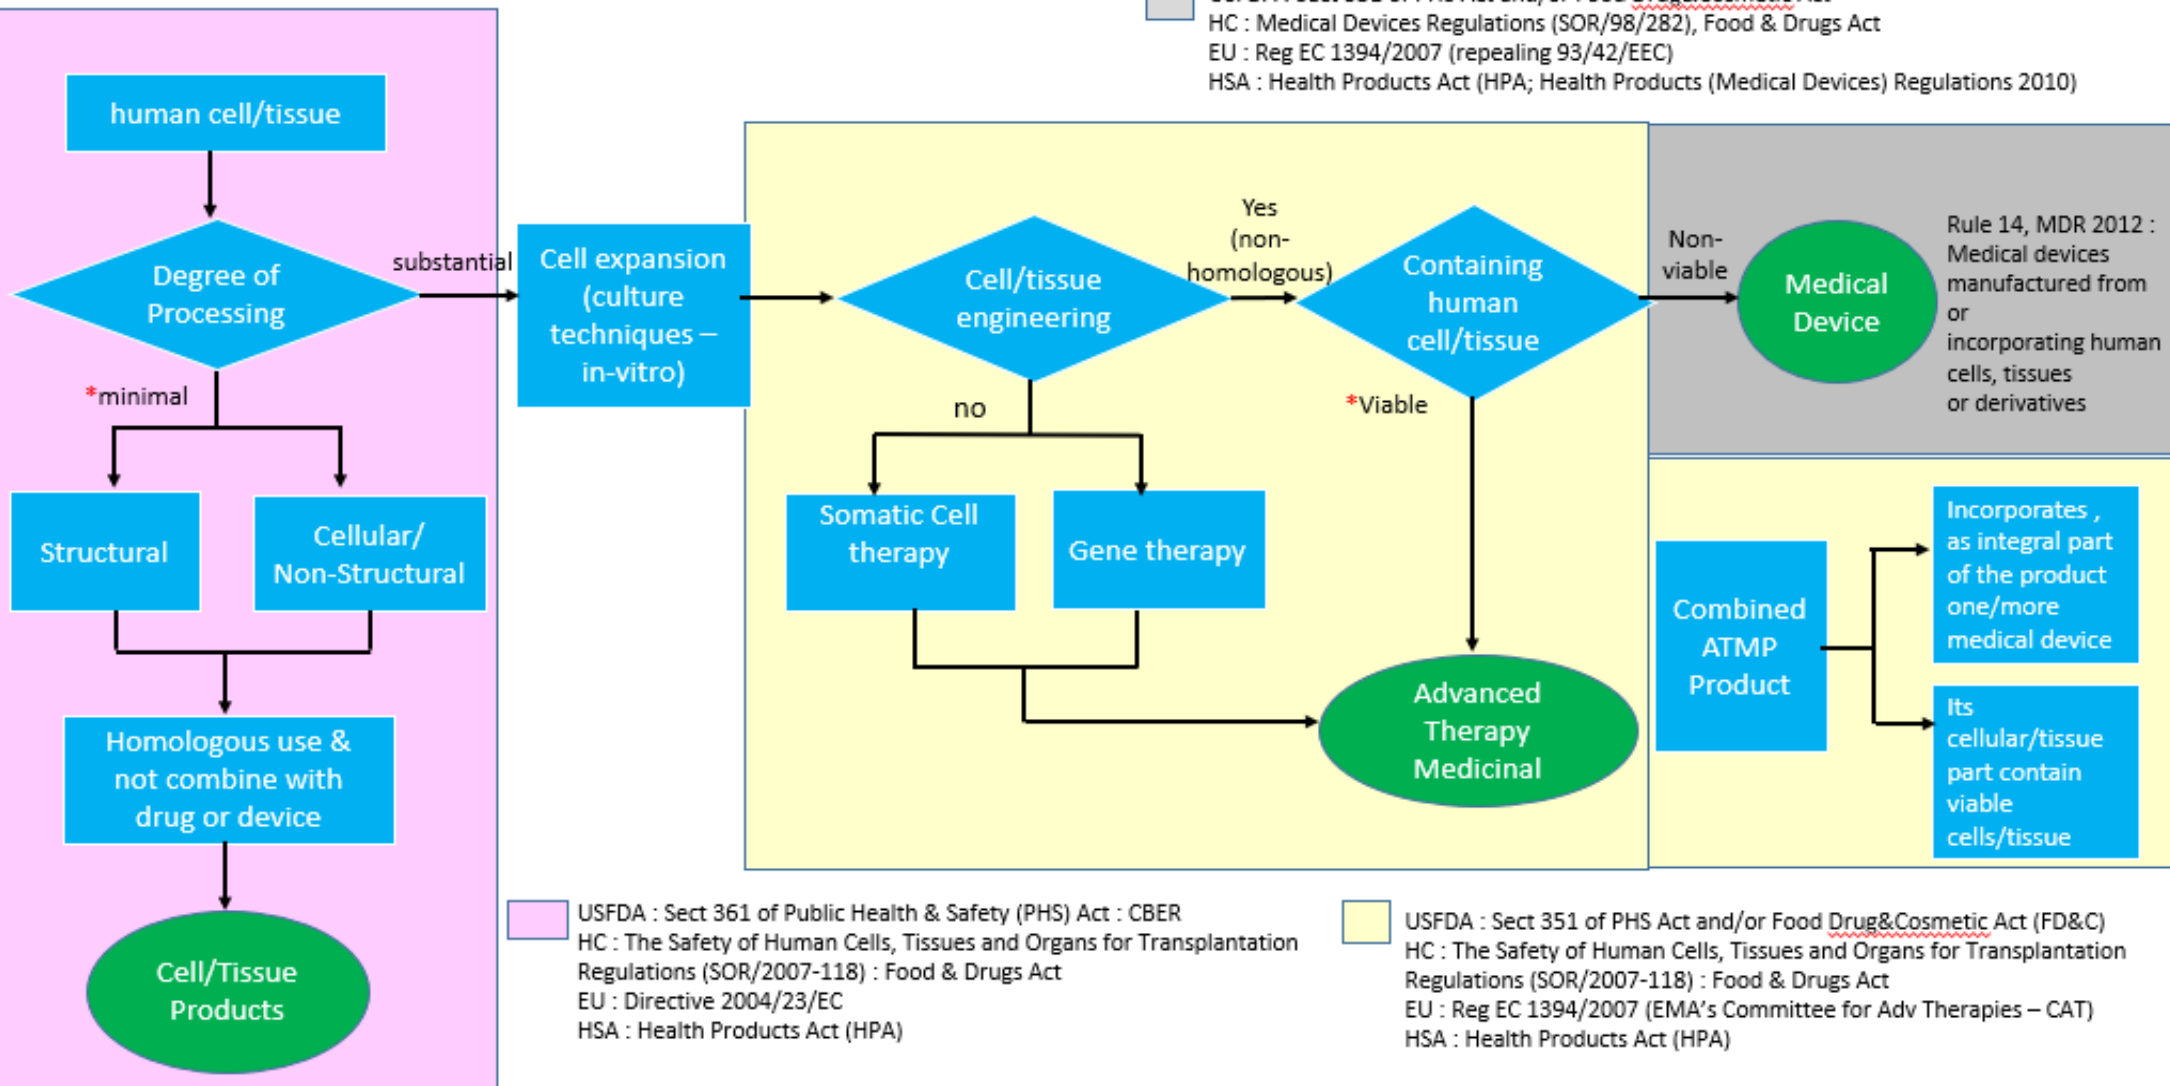 HC : Medical Devices Regulations (SOR/98/282), Food & Drugs Act
EU : Reg EC 1394/2007 (repealing 93/42/EEC)
HSA : Health Products Act (HPA; Health Products (Medical Devices) Regulations 2010)
human cell/tissue
Degree of
Processing
substantial
*minimal
Structural
Cellular/
Non-Structural
Homologous use &
not combine with
drug or device
Cell/Tissue
Products
Cell expansion
(culture
techniques –
in-vitro)
Cell/tissue
engineering
Yes
(non-
homologous)
no
Somatic Cell
therapy
Gene therapy
Containing
human
cell/tissue
*Viable
Advanced
Therapy
Medicinal
Non-
viable
Medical
Device
Rule 14, MDR 2012 :
Medical devices
manufactured from
or
incorporating human
cells, tissues
or derivatives
Combined
ATMP
Product
Incorporates ,
as integral part
of the product
one/more
medical device
Its
cellular/tissue
part contain
viable
cells/tissue
USFDA : Sect 361 of Public Health & Safety (PHS) Act : CBER
HC : The Safety of Human Cells, Tissues and Organs for Transplantation
Regulations (SOR/2007-118) : Food & Drugs Act
EU : Directive 2004/23/EC
HSA : Health Products Act (HPA)
USFDA : Sect 351 of PHS Act and/or Food Drug&Cosmetic Act (FD&C)
HC : The Safety of Human Cells, Tissues and Organs for Transplantation
Regulations (SOR/2007-118) : Food & Drugs Act
EU : Reg EC 1394/2007 (EMA's Committee for Adv Therapies – CAT)
HSA : Health Products Act (HPA)